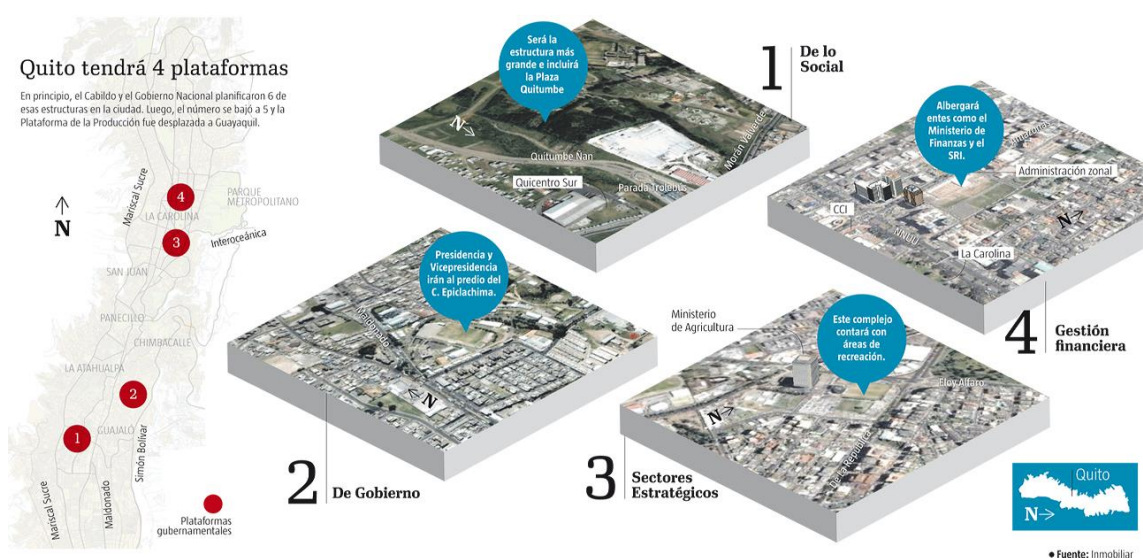 Quito tendrá 4 plataformas
En principio, el Cabildo y el Gobierno Nacional planificaron 6 de
esas estructuras en la ciudad. Luego, el número se bajó a 5 y la
Plataforma de la Producción fue desplazada a Guayaquil.
Mariscal Sucre
4
LA CAROLINA
PARQUE
METROPOLITANO
N
3
Interoceánica
SAN JUAN
PANECILLO
CHIMBACALLE
LA ATAHUALPA
2
GUAJALÓ
1
Simón Bolívar
Mariscal Sucre
Maldonado
Plataformas
gubernamentales
Será la
estructura más
grande e incluirá
la Plaza
Quitumbe
1
De lo
Social
N
Quitumbe Ñan
Morán Valverde
Quicentro Sur
Parada Trolebús
Presidencia y
Vicepresidencia
irán al predio del
C. Epiclachima.
Maldonado
N
2
De Gobierno
Ministerio
de Agricultura
Este complejo
contará con
áreas de
recreación.
Eloy Alfaro
N
De la República
3
Sectores
Estratégicos
Albergará
entes como el
Ministerio de
Finanzas y el
SRI.
Amazonas
Administración zonal
CCI
NNUU
N
La Carolina
4
Gestión
financiera
Quito
N
Fuente: Inmobiliar